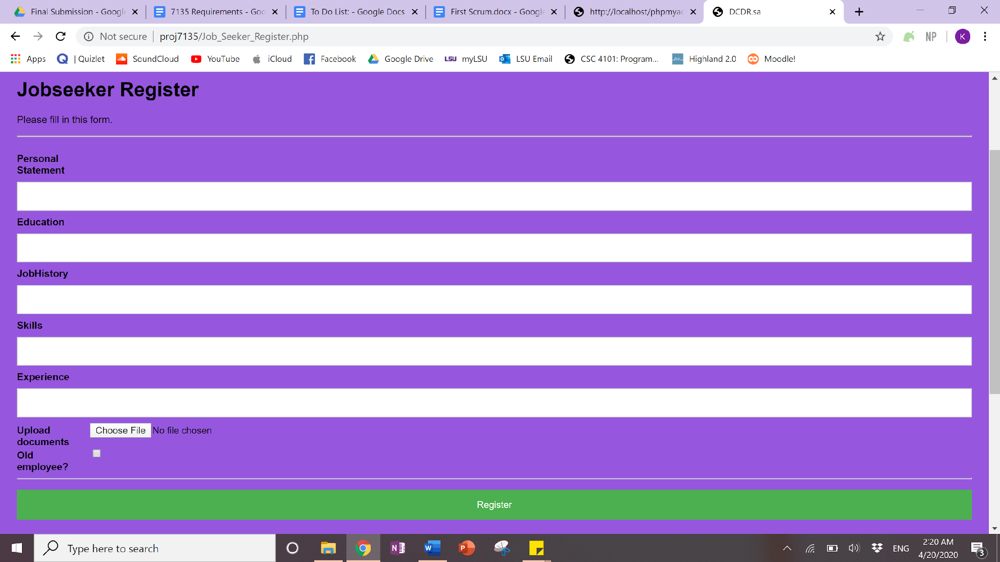 Final Submission - Googl
7135 Requirements - Goo
To Do List: - Google Docs
First Scrum.docx - Google
http://localhost/phpmyac
DCDR.sa
Not secure
proj7135/Job_Seeker_Register.php
NP
K
Apps
| Quizlet
SoundCloud
YouTube
iCloud
Facebook
Google Drive
LSU myLSU
LSU Email
CSC 4101: Program...
Highland 2.0
Moodle!
Jobseeker Register
Please fill in this form.
Personal
Statement
Education
JobHistory
Skills
Experience
Upload
documents
Choose File No file chosen
Old
employee?
Register
Type here to search
ENG
2:20 AM
4/20/2020
3